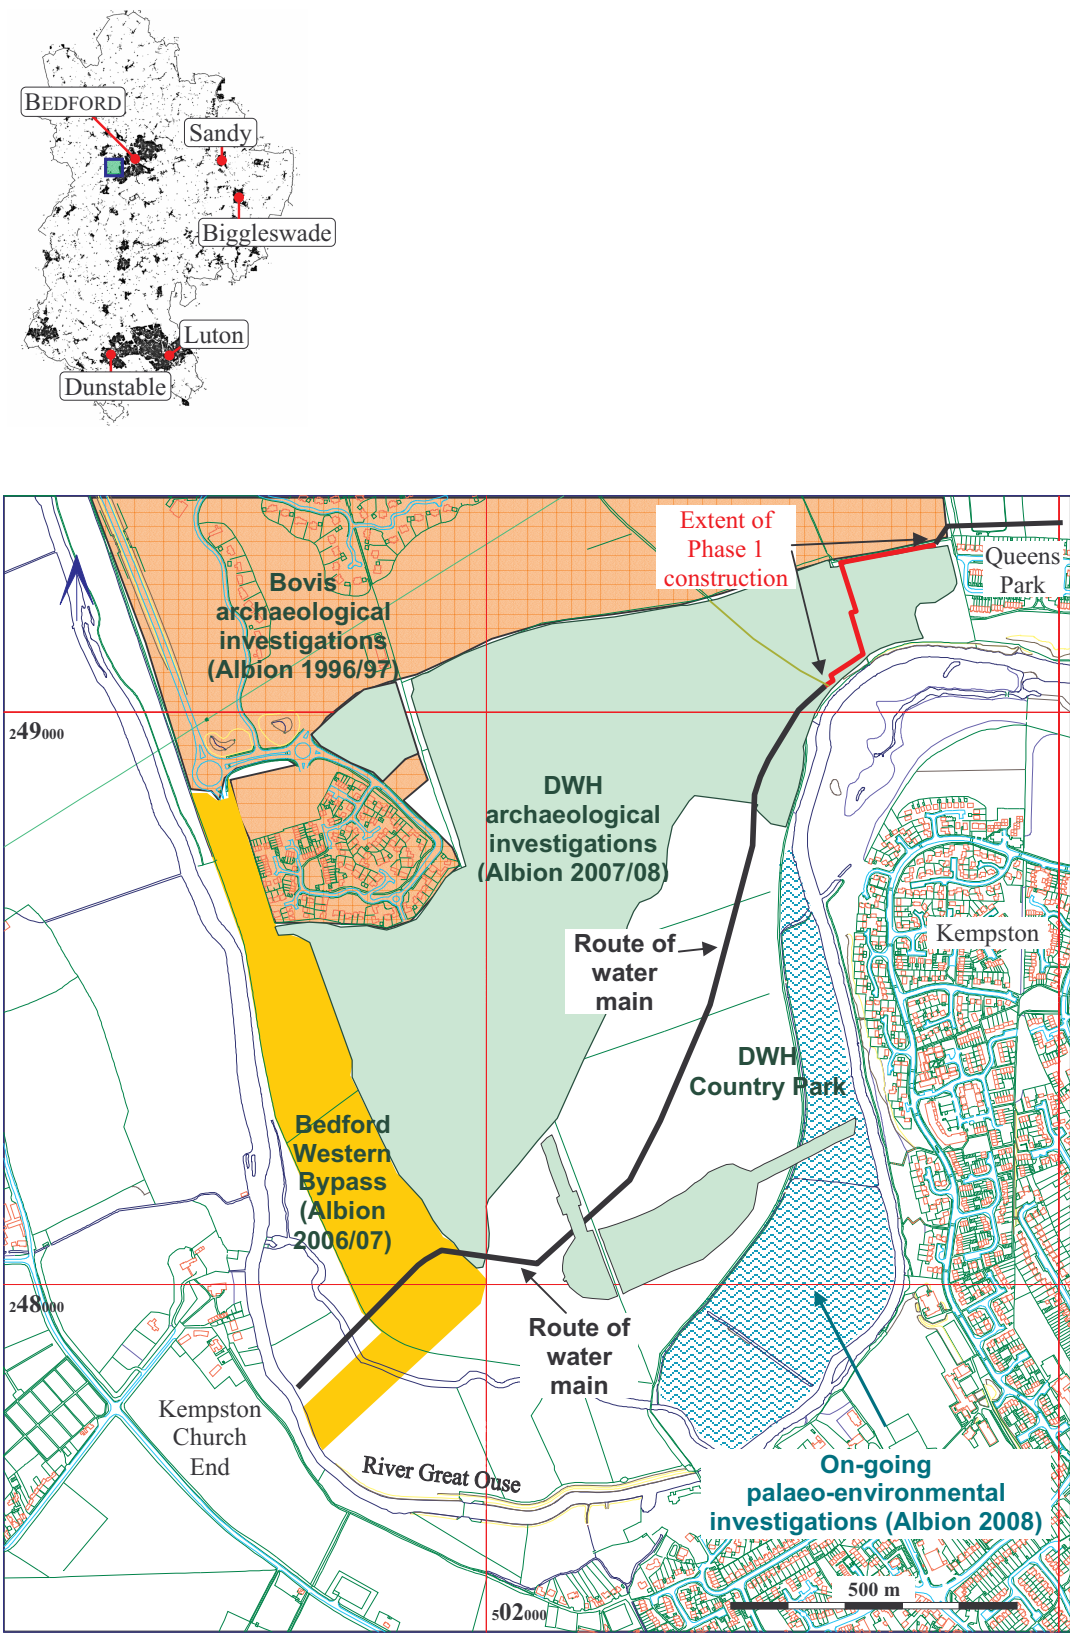 BEDFORD
Sandy
Biggleswade
Luton
Dunstable
Extent of
Phase 1
construction
Queens
Park
Bovis
archaeological
investigations
(Albion 1996/97)
249000
DWH
archaeological
investigations
(Albion 2007/08)
Kempston
Route of
water
main
DWH
Country Park
Bedford
Western
Bypass
(Albion
2006/07)
248000
Route of
water
main
Kempston
Church
End
River Great Ouse
On-going
palaeo-environmental
investigations (Albion 2008)
500 m
502000